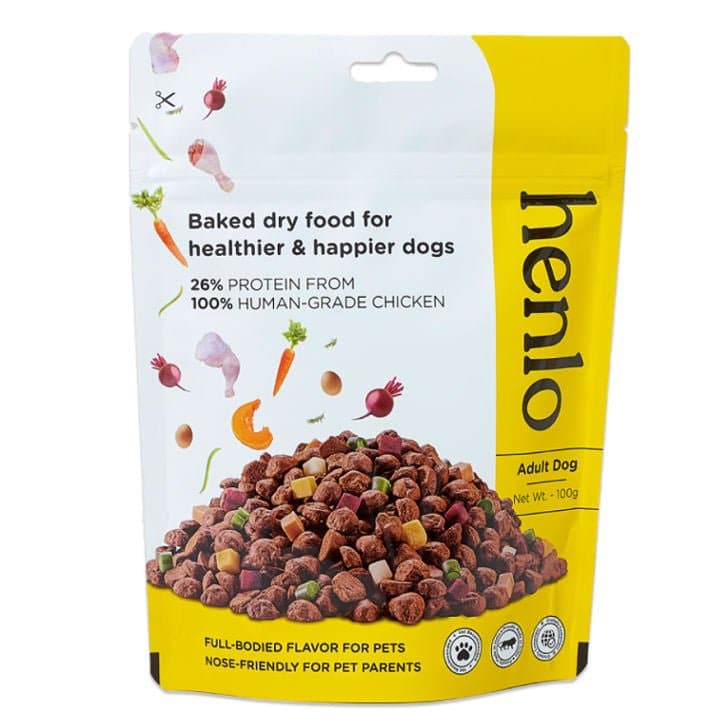 Baked dry food for
healthier & happier dogs
26% PROTEIN FROM
100% HUMAN-GRADE CHICKEN
henlo
Adult Dog
Net Wt. - 100g
FULL-BODIED FLAVOR FOR PETS
NOSE-FRIENDLY FOR PET PARENTS